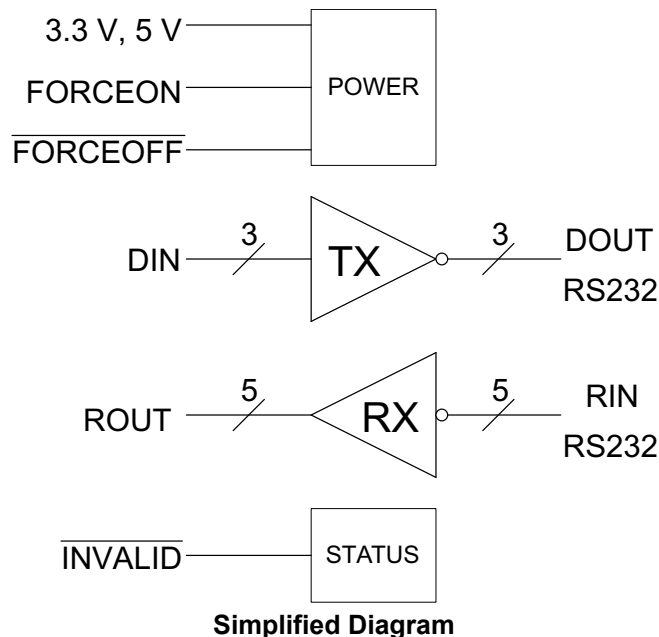 3.3 V, 5 V
POWER
FORCEON
FORCEOFF
3
3
DOUT
DIN
TX
RS232
5
5
RIN
ROUT
RX
RS232
INVALID
STATUS
Simplified Diagram